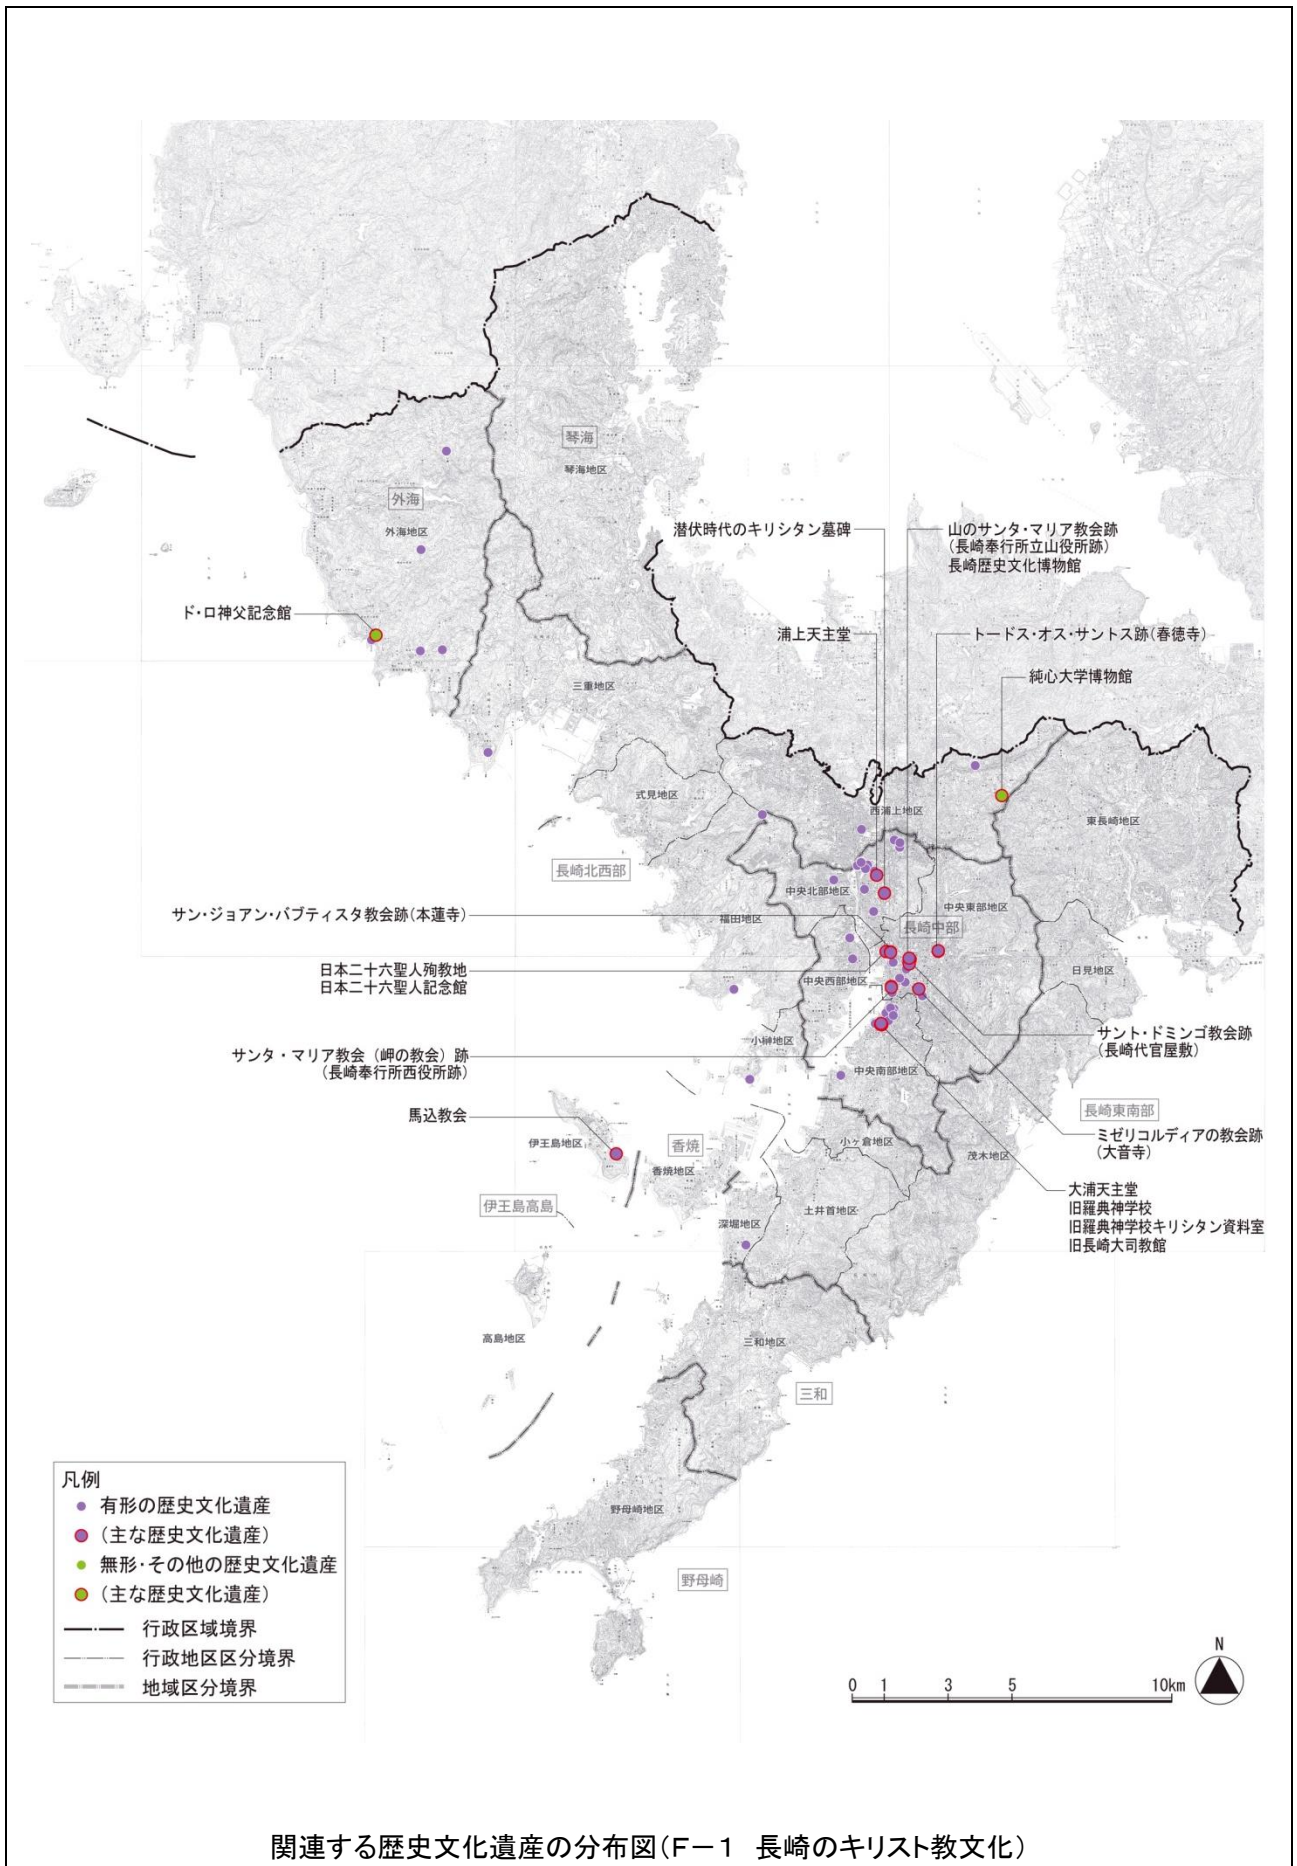 琴海
琴海地区
外海
外海地区
潜伏時代のキリシタン墓碑
山のサンタ・マリア教会跡
(長崎奉行所立山役所跡)
長崎歴史文化博物館
ド・ロ神父記念館
浦上天主堂
トードス・オス・サントス跡(春徳寺)
純心大学博物館
三重地区
式見地区
西浦上地区
東長崎地区
長崎北西部
中央北部地区
中央東部地区
サン・ジョアン・バプティスタ教会跡(本蓮寺)
福田地区
長崎中部
日本二十六聖人殉教地
日本二十六聖人記念館
中央西部地区
日見地区
サンタ・マリア教会(岬の教会)跡
(長崎奉行所西役所跡)
小榊地区
サント・ドミンゴ教会跡
(長崎代官屋敷)
中央南部地区
馬込教会
長崎東南部
伊王島地区
香焼
小ヶ倉地区
ミゼリコルディアの教会跡
(大音寺)
香焼地区
茂木地区
伊王島高島
深堀地区
土井首地区
大浦天主堂
旧羅典神学校
旧羅典神学校キリシタン資料室
旧長崎大司教館
高島地区
三和地区
三和
野母崎地区
野母崎
凡例
有形の歴史文化遺産
(主な歴史文化遺産)
無形・その他の歴史文化遺産
(主な歴史文化遺産)
行政区域境界
行政地区区分境界
地域区分境界
N
0 1 3 5 10km
関連する歴史文化遺産の分布図(F-1 長崎のキリスト教文化)